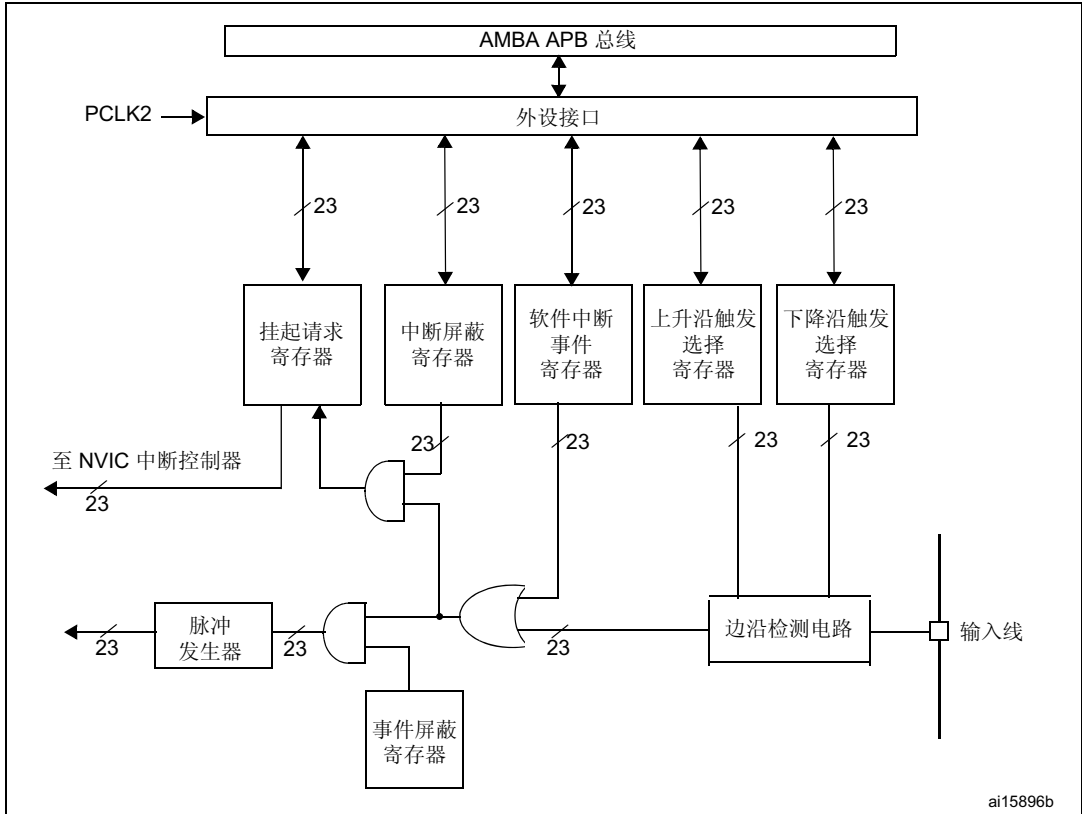 AMBA APB 总线
PCLK2
外设接口
23
23
23
23
23
挂起请求
寄存器
中断屏蔽
寄存器
软件中断
事件
寄存器
上升沿触发
选择
寄存器
下降沿触发
选择
寄存器
23
23
23
23
至 NVIC 中断控制器
23
脉冲
发生器
23
23
23
边沿检测电路
输入线
事件屏蔽
寄存器
ai15896b